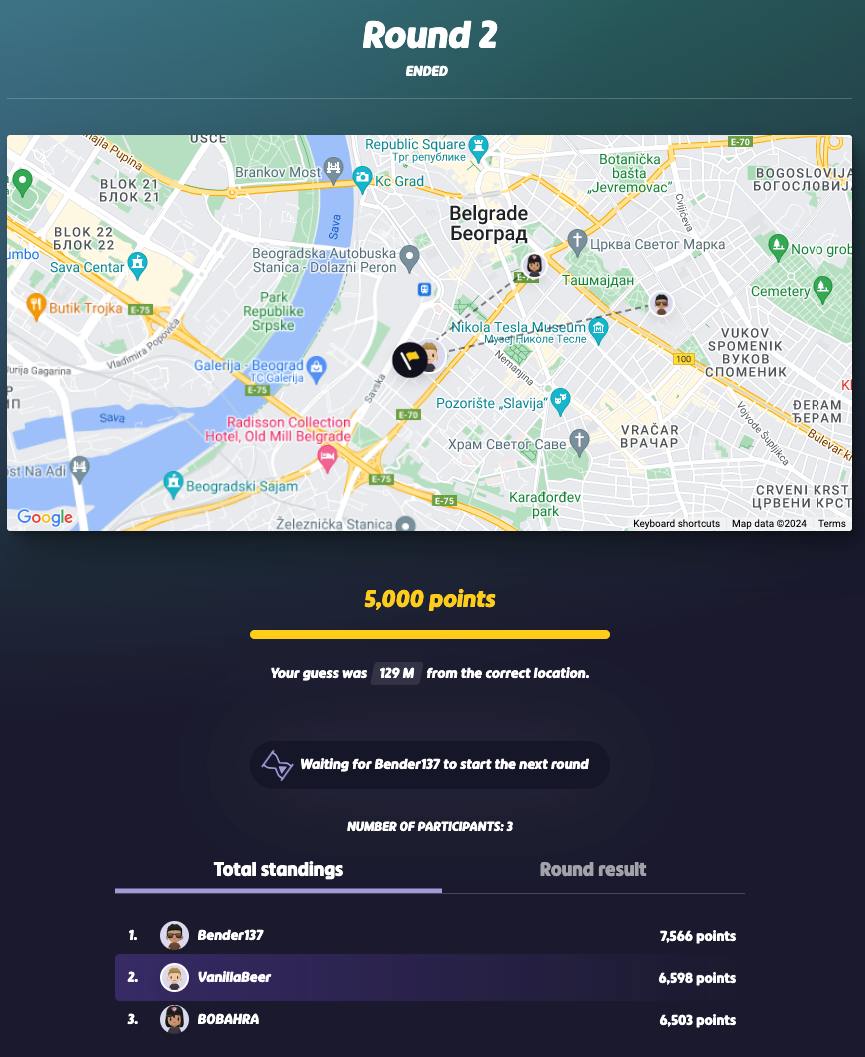 Round 2
ENDED
USCE
E-70
Republic Square
Трг републике
Botanička
bašta
„Jevremovac”
BOGOSLOVIJA
БОГОСЛОВИЈА
Brankov Most
Kc Grad
BLOK 21
БЛОК 21
Belgrade
Београд
Cvijićeva
Sava
BLOK 22
БЛОК 22
Sava Centar
Beogradska Autobuska
Stanica - Dolazni Peron
Црква Светог Марка
Novo grob
Ташмајдан
Cemetery
Butik Trojka
E-75
Park
Republike
Srpske
Vladimira Popovića
Nikola Tesla Museum
Музеј Николе Тесле
VUKOV
SPOMENIK
ВУКОВ
СПОМЕНИК
100
Nemanjina
Jurija Gagarina
Galerija - Beograd
TC Galerija
E-75
Savska
E-70
Pozorište „Slavija”
ĐERAM
ЂЕРАМ
Sava
Radisson Collection
Hotel, Old Mill Belgrade
Храм Светог Саве
VRAČAR
ВРАЧАР
Vojvode Šupljikca
Bulevar
st Na Adi
E-75
Beogradski Sajam
E-75
Karađorđev
park
CRVENI KRST
ЦРВЕНИ КРСТ
Google
Železnička Stanica
Keyboard shortcuts
Map data ©2024
Terms
5,000 points
Your guess was 129 M from the correct location.
Waiting for Bender137 to start the next round
NUMBER OF PARTICIPANTS: 3
Total standings
Round result
1. Bender137 7,566 points
2. VanillaBeer 6,598 points
3. BOBAHRA 6,503 points